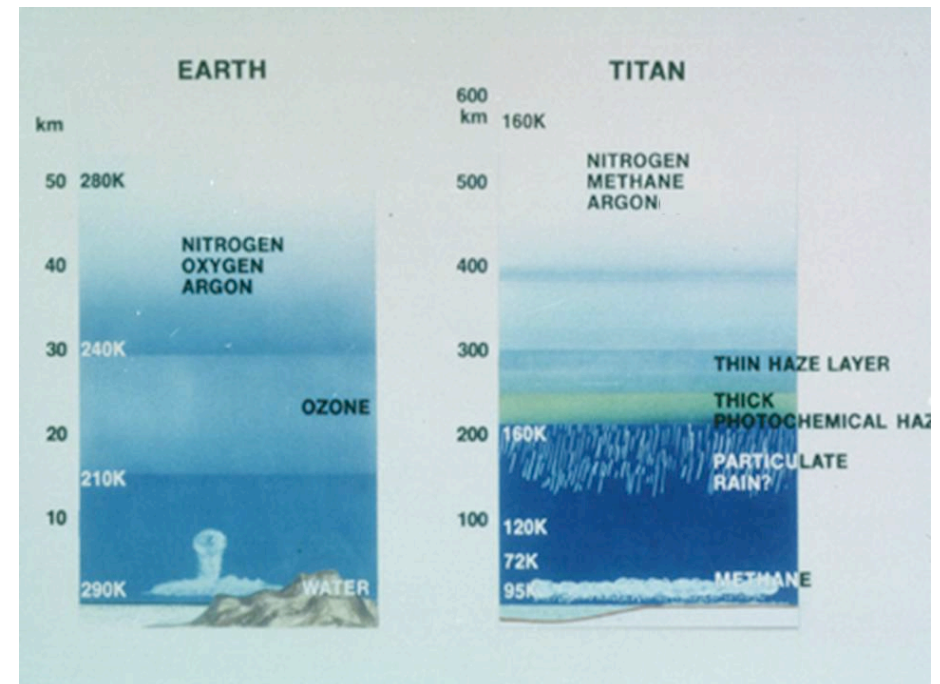 EARTH
km
50 280K
NITROGEN
40 OXYGEN
ARGON
30 240K
OZONE
20
210K
10
290K WATER
TITAN
600
km 160K
NITROGEN
500 METHANE
ARGON
400
300
THIN HAZE LAYER
THICK
PHOTOCHEMICAL HAZ
200 160K
PARTICULATE
RAIN?
100 120K
72K
METHANE
95K